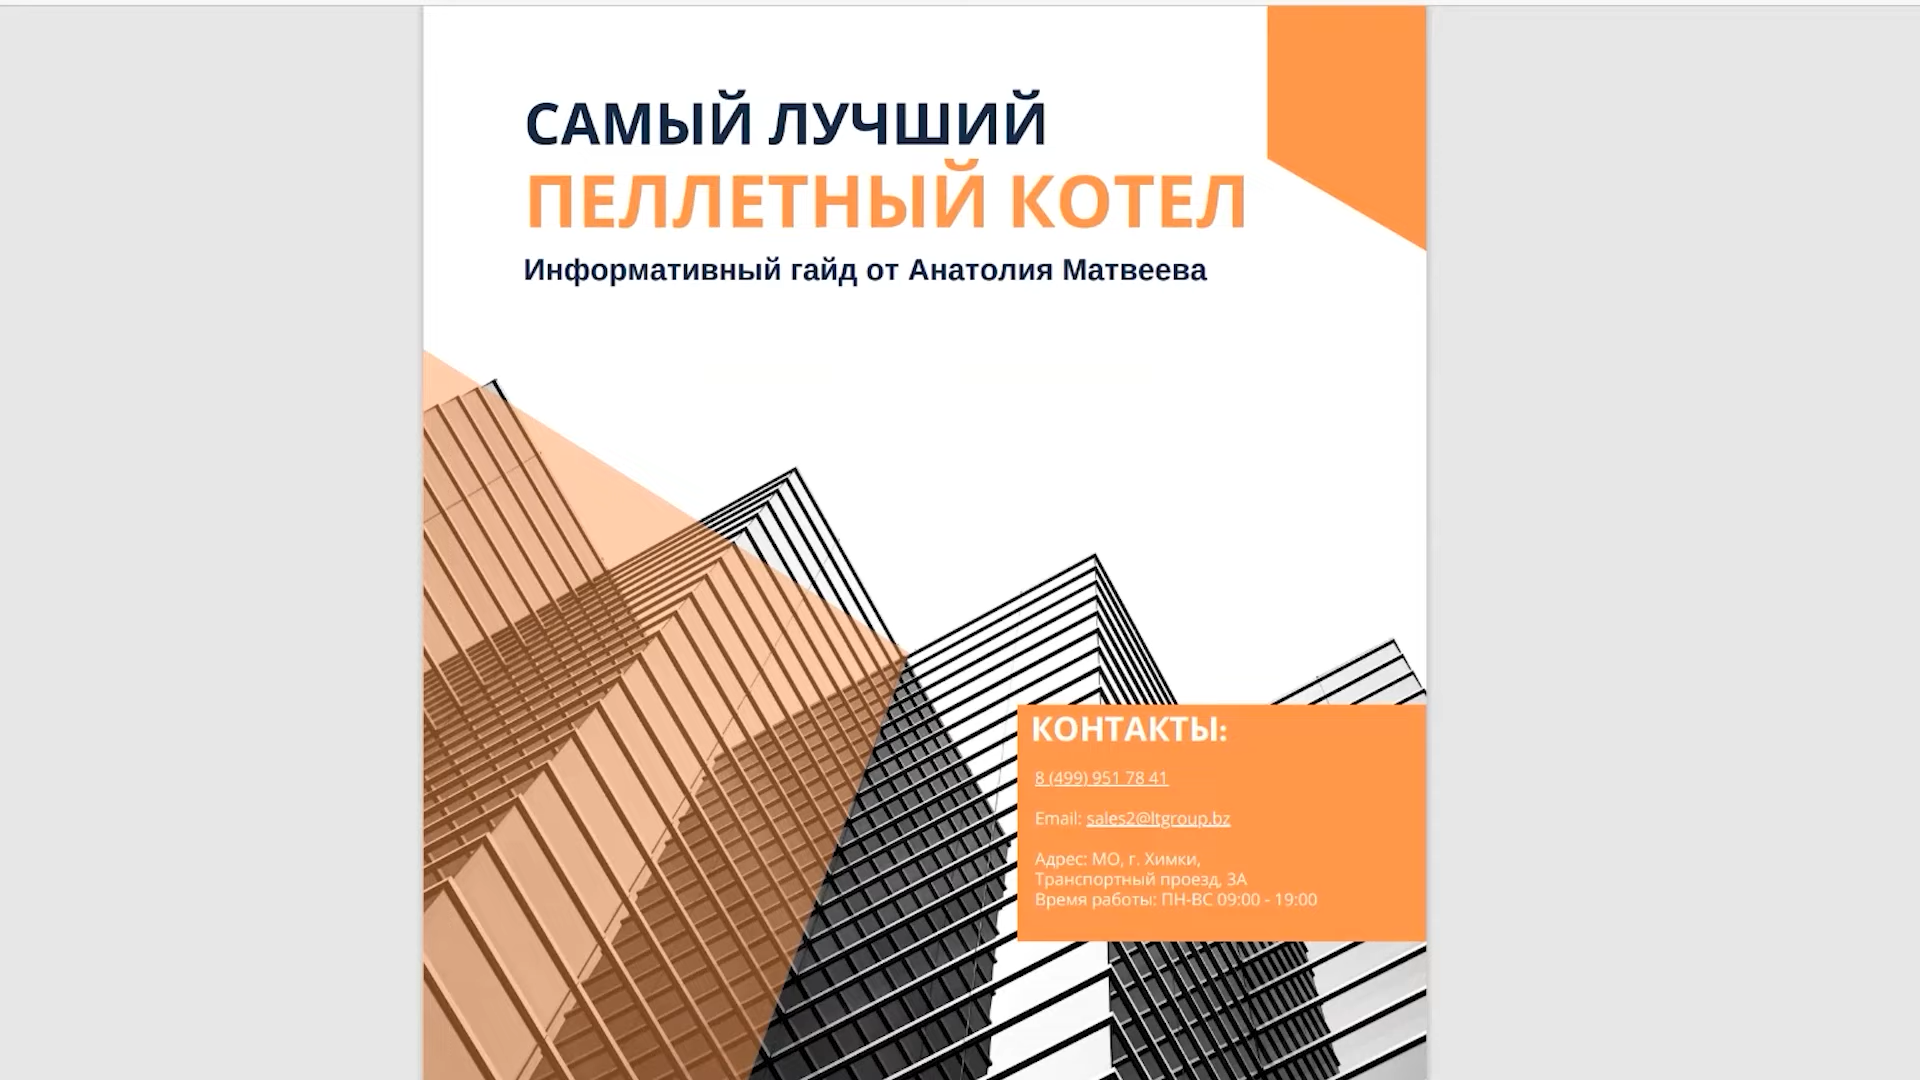 САМЫЙ ЛУЧШИЙ
ПЕЛЛЕТНЫЙ КОТЕЛ
Информативный гайд от Анатолия Матвеева
КОНТАКТЫ:
8 (499) 951 78 41
Email: sales2@ltgroup.bz
Адрес: МО, г. Химки,
Транспортный проезд, 3А
Время работы: ПН-ВС 09:00 - 19:00